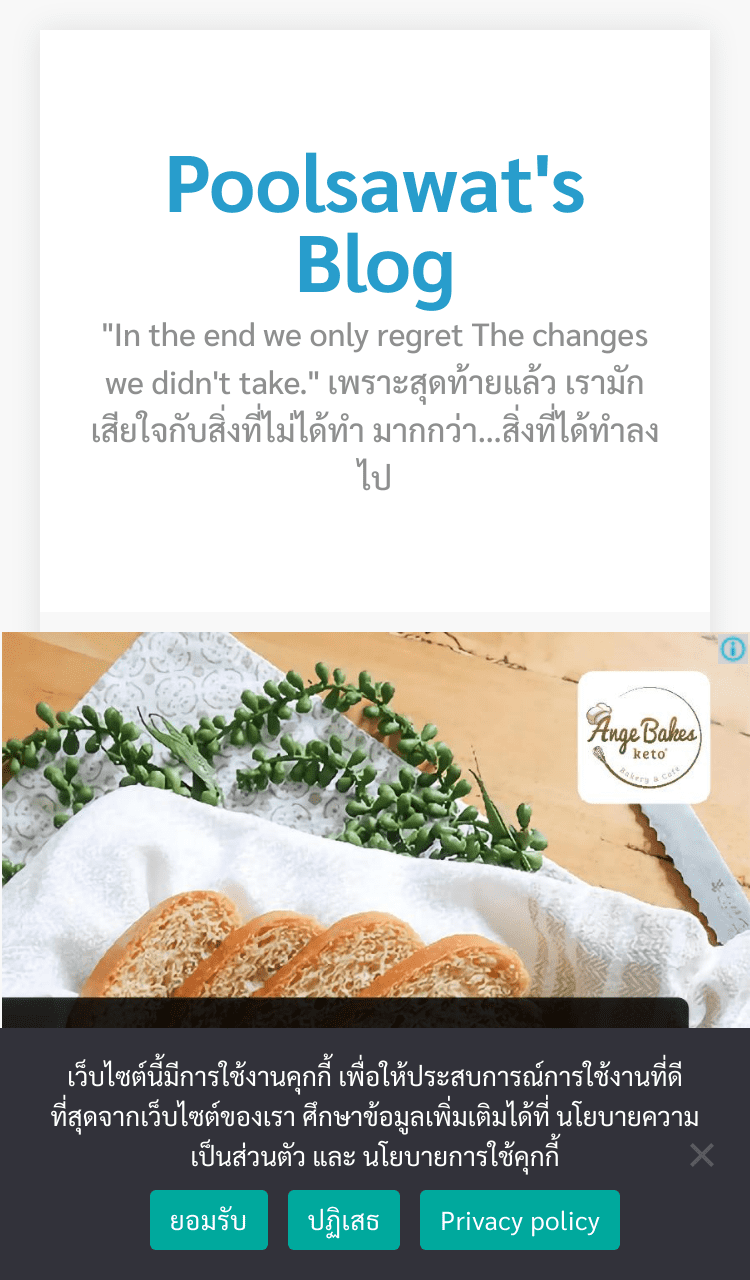 Poolsawat's
Blog
"In the end we only regret The changes
we didn't take." เพราะสุดท้ายแล้ว เรามัก
เสียใจกับสิ่งที่ไม่ได้ทำ มากกว่า...สิ่งที่ได้ทำลง
ไป
Ange Bakes
keto
Bakery & Cafe
เว็บไซต์นี้มีการใช้งานคุกกี้ เพื่อให้ประสบการณ์การใช้งานที่ดี
ที่สุดจากเว็บไซต์ของเรา ศึกษาข้อมูลเพิ่มเติมได้ที่ นโยบายความ
เป็นส่วนตัว และ นโยบายการใช้คุกกี้
ยอมรับ ปฏิเสธ Privacy policy